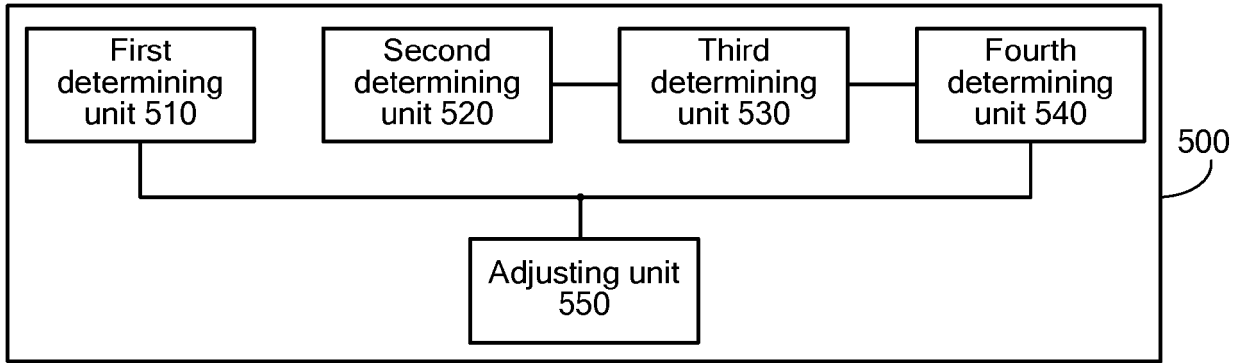 First
determining
unit 510
Second
determining
unit 520
Third
determining
unit 530
Fourth
determining
unit 540
500
Adjusting unit
550